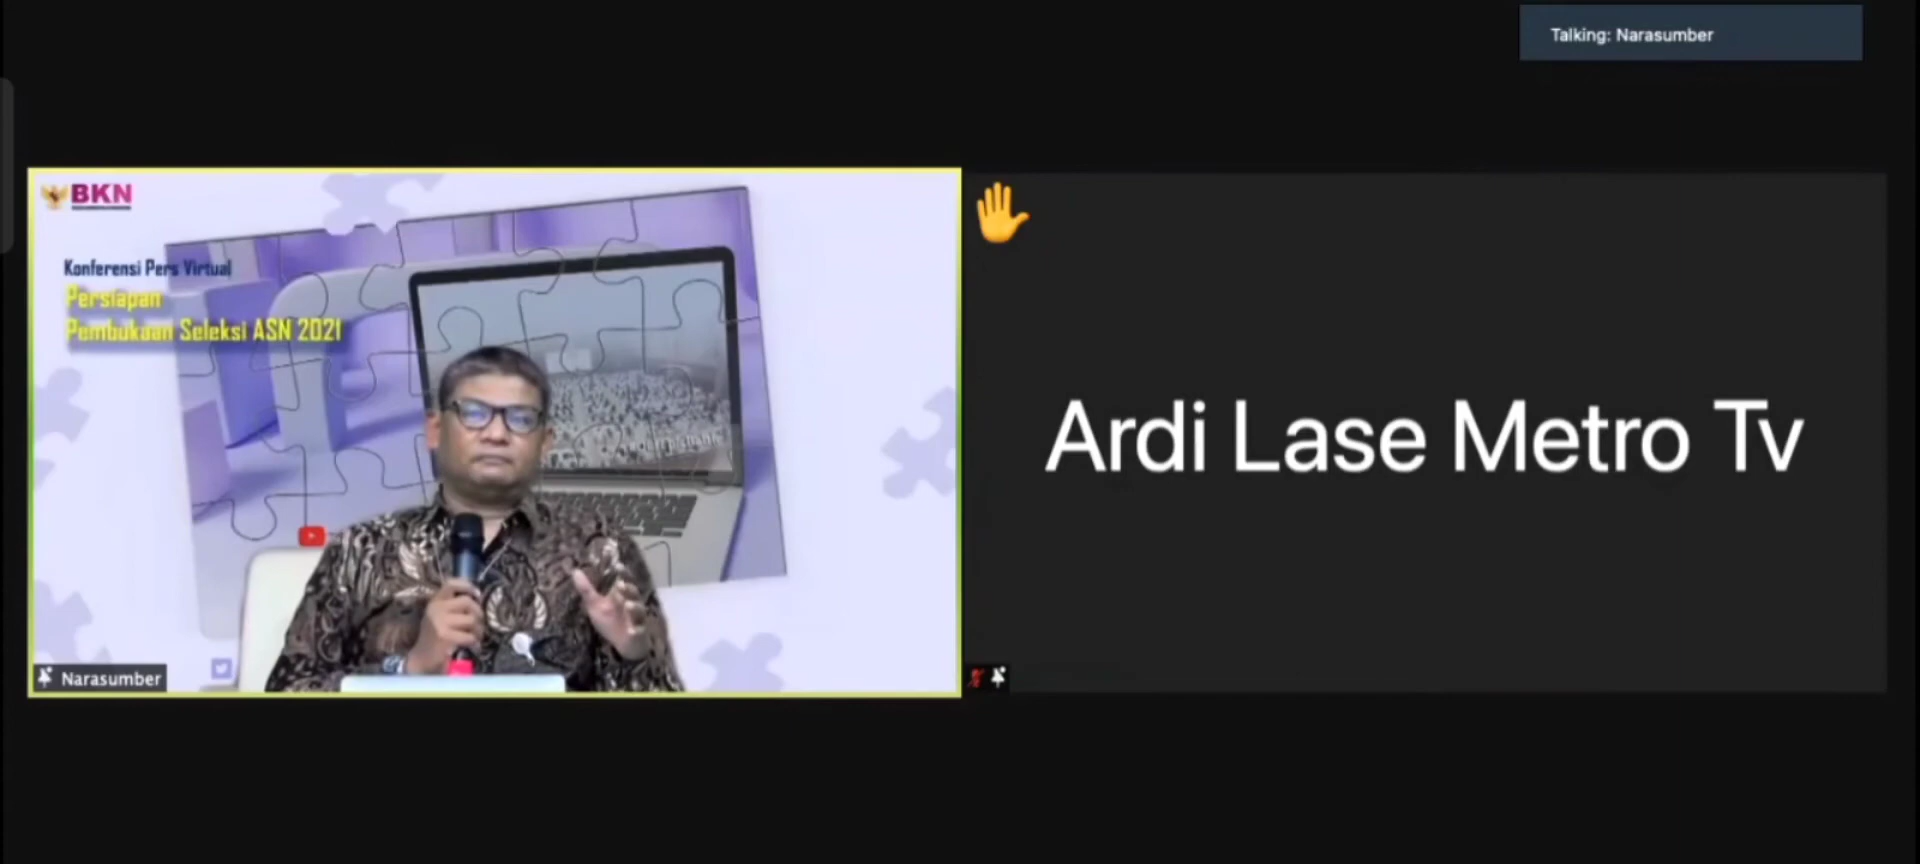 Talking: Narasumber
BKN
Konferensi Pers Virtual
Persiapan
Pembukaan Seleksi ASN 2021
Narasumber
Ardi Lase Metro Tv